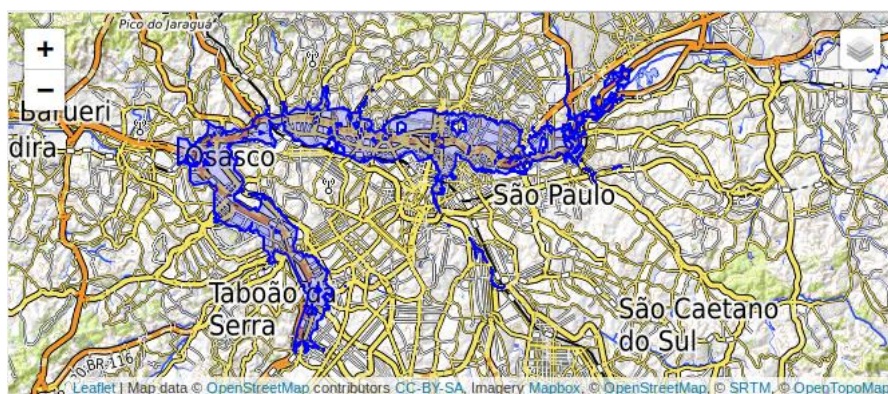 Pico do Jaraguá
+
−
Barueri
dira
Osasco
São Paulo
Taboão da
Serra
São Caetano
do Sul
BR-116
Leaflet | Map data © OpenStreetMap contributors CC-BY-SA, Imagery Mapbox, © OpenStreetMap, © SRTM, © OpenTopoMap